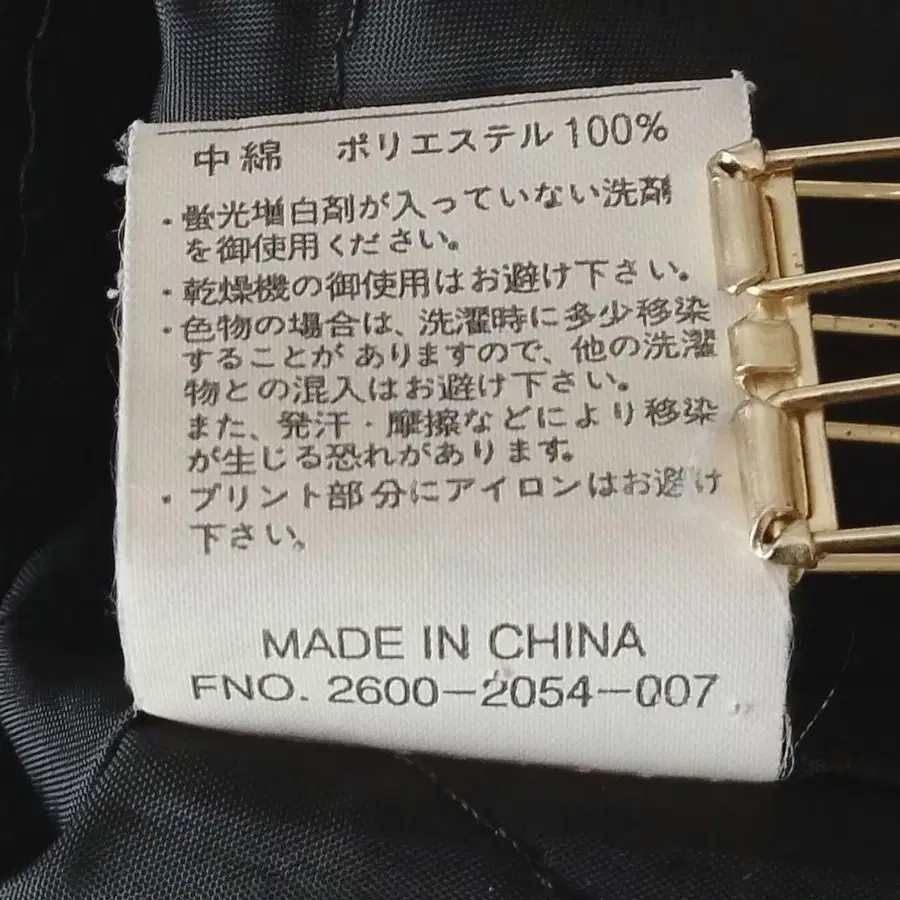 中綿 ポリエステル100%
・蛍光増白剤が入っていない洗剤
を御使用ください。
・乾燥機の御使用はお避け下さい。
・色物の場合は、洗濯時に多少移染
することがありますので、他の洗濯
物との混入はお避け下さい。
また、発汗・摩擦などにより移染
が生じる恐れがあります。
・プリント部分にアイロンはお避け
下さい。
MADE IN CHINA
FNO. 2600-2054-007